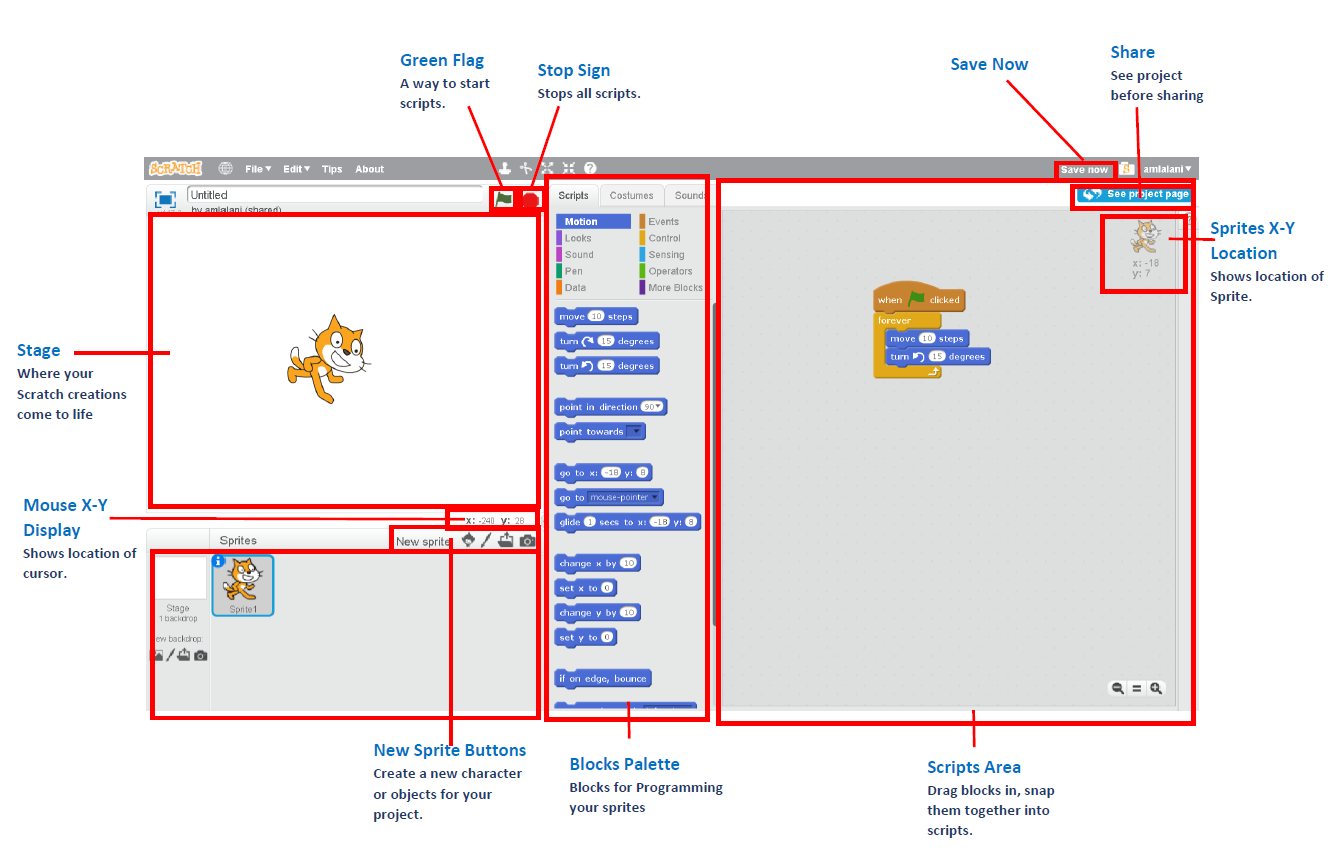 Green Flag
A way to start
scripts.
Stop Sign
Stops all scripts.
Save Now
Share
See project
before sharing
SCRATCH
File
Edit
Tips
About
Save now
amlalani
Untitled
by amlalani (shared)
Scripts
Costumes
Sounds
See project page
Motion
Looks
Sound
Pen
Data
Events
Control
Sensing
Operators
More Blocks
move 10 steps
turn 15 degrees
turn 15 degrees
point in direction 90
point towards
go to x: -18 y: 8
go to mouse-pointer
glide 1 secs to x: -18 y: 8
change x by 10
set x to 0
change y by 10
set y to 0
if on edge, bounce
when clicked
forever
move 10 steps
turn 15 degrees
x: -18
y: 7
Sprites X-Y
Location
Shows location of
Sprite.
Stage
Where your
Scratch creations
come to life
Mouse X-Y
Display
Shows location of
cursor.
x: -240 y: 28
Sprites
New sprite
Stage
1 backdrop
ew backdrop:
Sprite1
New Sprite Buttons
Create a new character
or objects for your
project.
Blocks Palette
Blocks for Programming
your sprites
Scripts Area
Drag blocks in, snap
them together into
scripts.